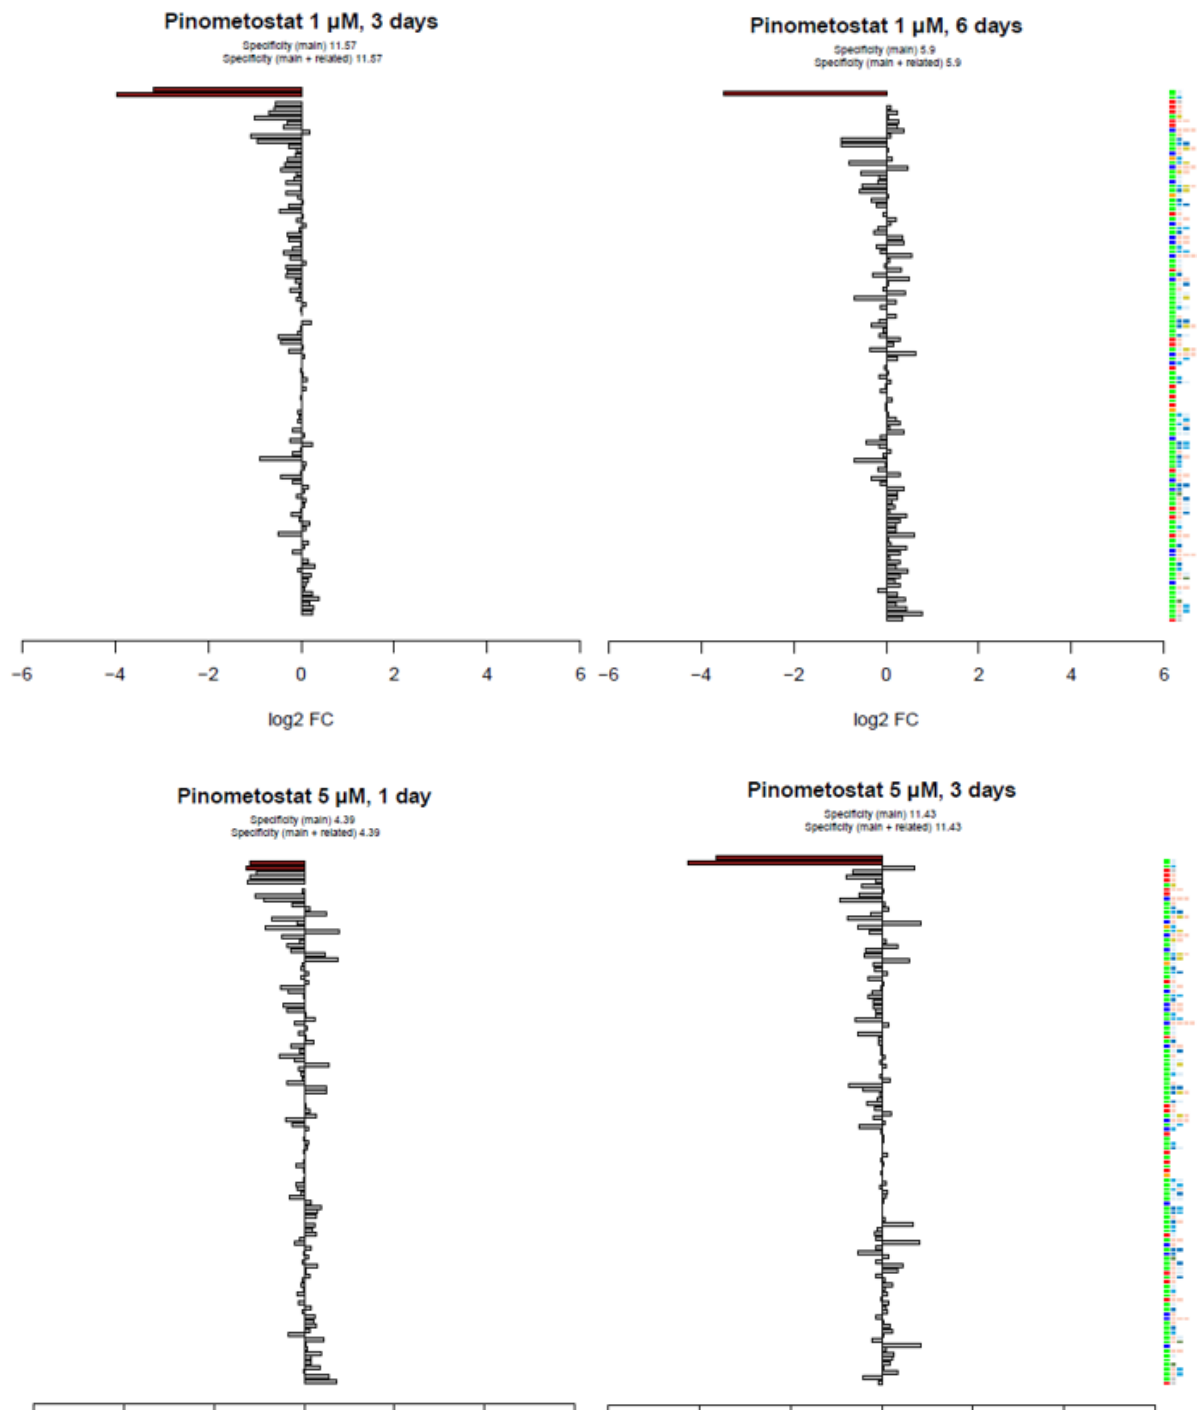 Pinometostat 1 µM, 3 days
Specificity (main) 11.57
Specificity (main + related) 11.57
Pinometostat 1 µM, 6 days
Specificity (main) 5.9
Specificity (main + related) 5.9
−6 −4 −2 0 2 4 6
log2 FC
−6 −4 −2 0 2 4 6
log2 FC
Pinometostat 5 µM, 1 day
Specificity (main) 4.39
Specificity (main + related) 4.39
Pinometostat 5 µM, 3 days
Specificity (main) 11.43
Specificity (main + related) 11.43